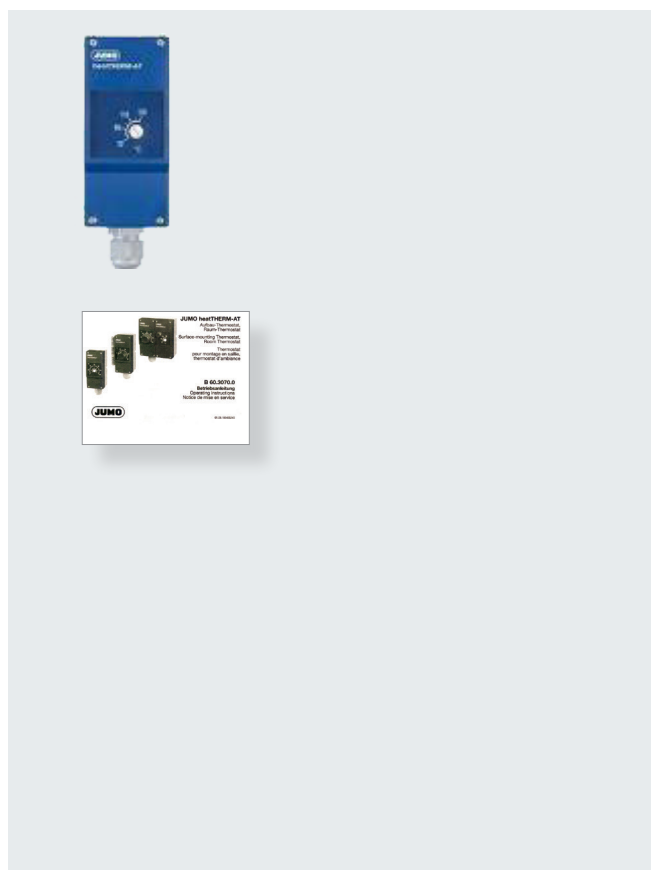 JUMO
heatTHERM-AT
°C
JUMO heatTHERM-AT
Aufbau-Thermostat,
Raum-Thermostat
Surface-mounting Thermostat,
Room Thermostat
Thermostat
pour montage en saillie,
thermostat d'ambiance
B 60.3070.0
Betriebsanleitung
Operating Instructions
Notice de mise en service
JUMO